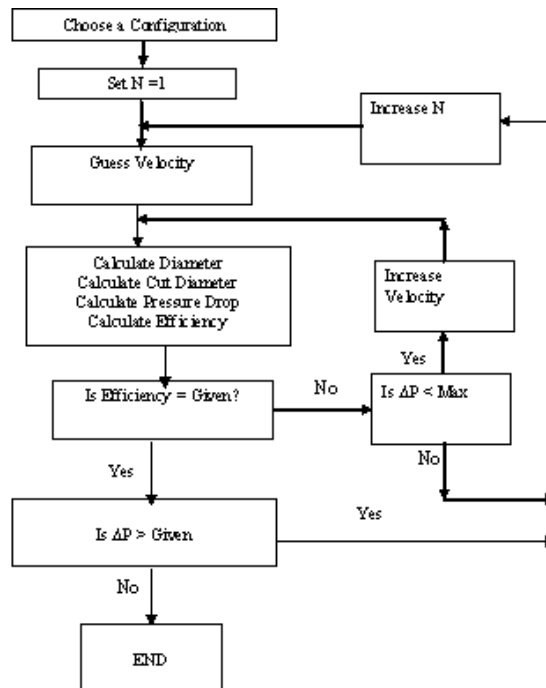 Choose a Configuration
Set N =1
Increase N
Guess Velocity
Calculate Diameter
Calculate Cut Diameter
Calculate Pressure Drop
Calculate Efficiency
Increase
Velocity
Yes
Is Efficiency = Given?
No
Is ΔP < Max
Yes
No
Is ΔP > Given
Yes
No
END